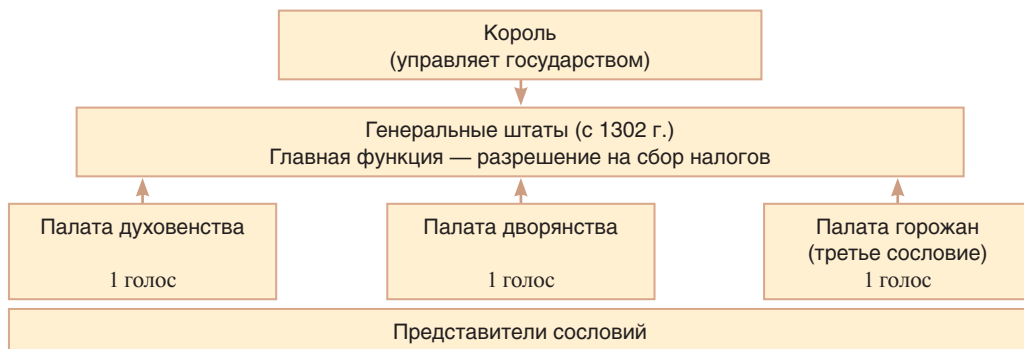 Король
(управляет государством)
Генеральные штаты (с 1302 г.)
Главная функция — разрешение на сбор налогов
Палата духовенства
1 голос
Палата дворянства
1 голос
Палата горожан
(третье сословие)
1 голос
Представители сословий